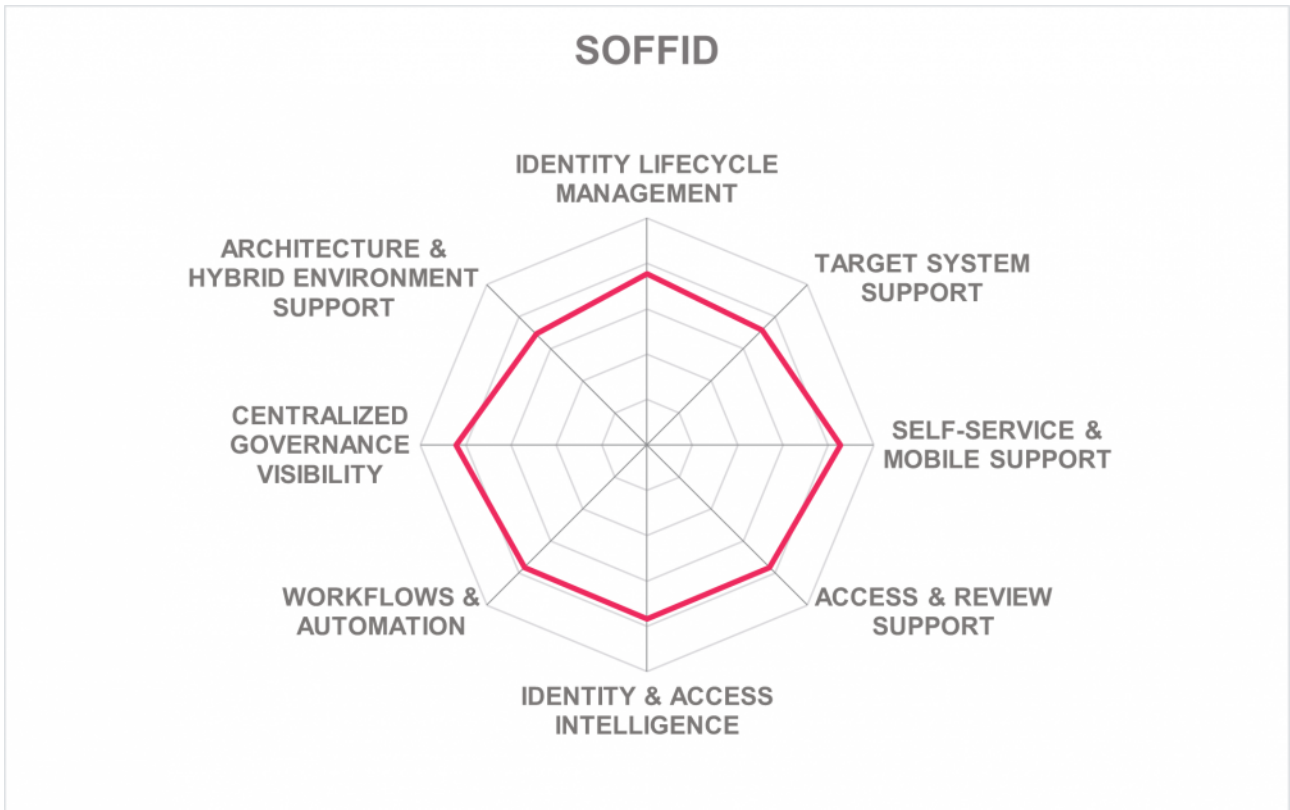 SOFFID
IDENTITY LIFECYCLE
MANAGEMENT
ARCHITECTURE &
HYBRID ENVIRONMENT
SUPPORT
TARGET SYSTEM
SUPPORT
CENTRALIZED
GOVERNANCE
VISIBILITY
SELF-SERVICE &
MOBILE SUPPORT
WORKFLOWS &
AUTOMATION
ACCESS & REVIEW
SUPPORT
IDENTITY & ACCESS
INTELLIGENCE